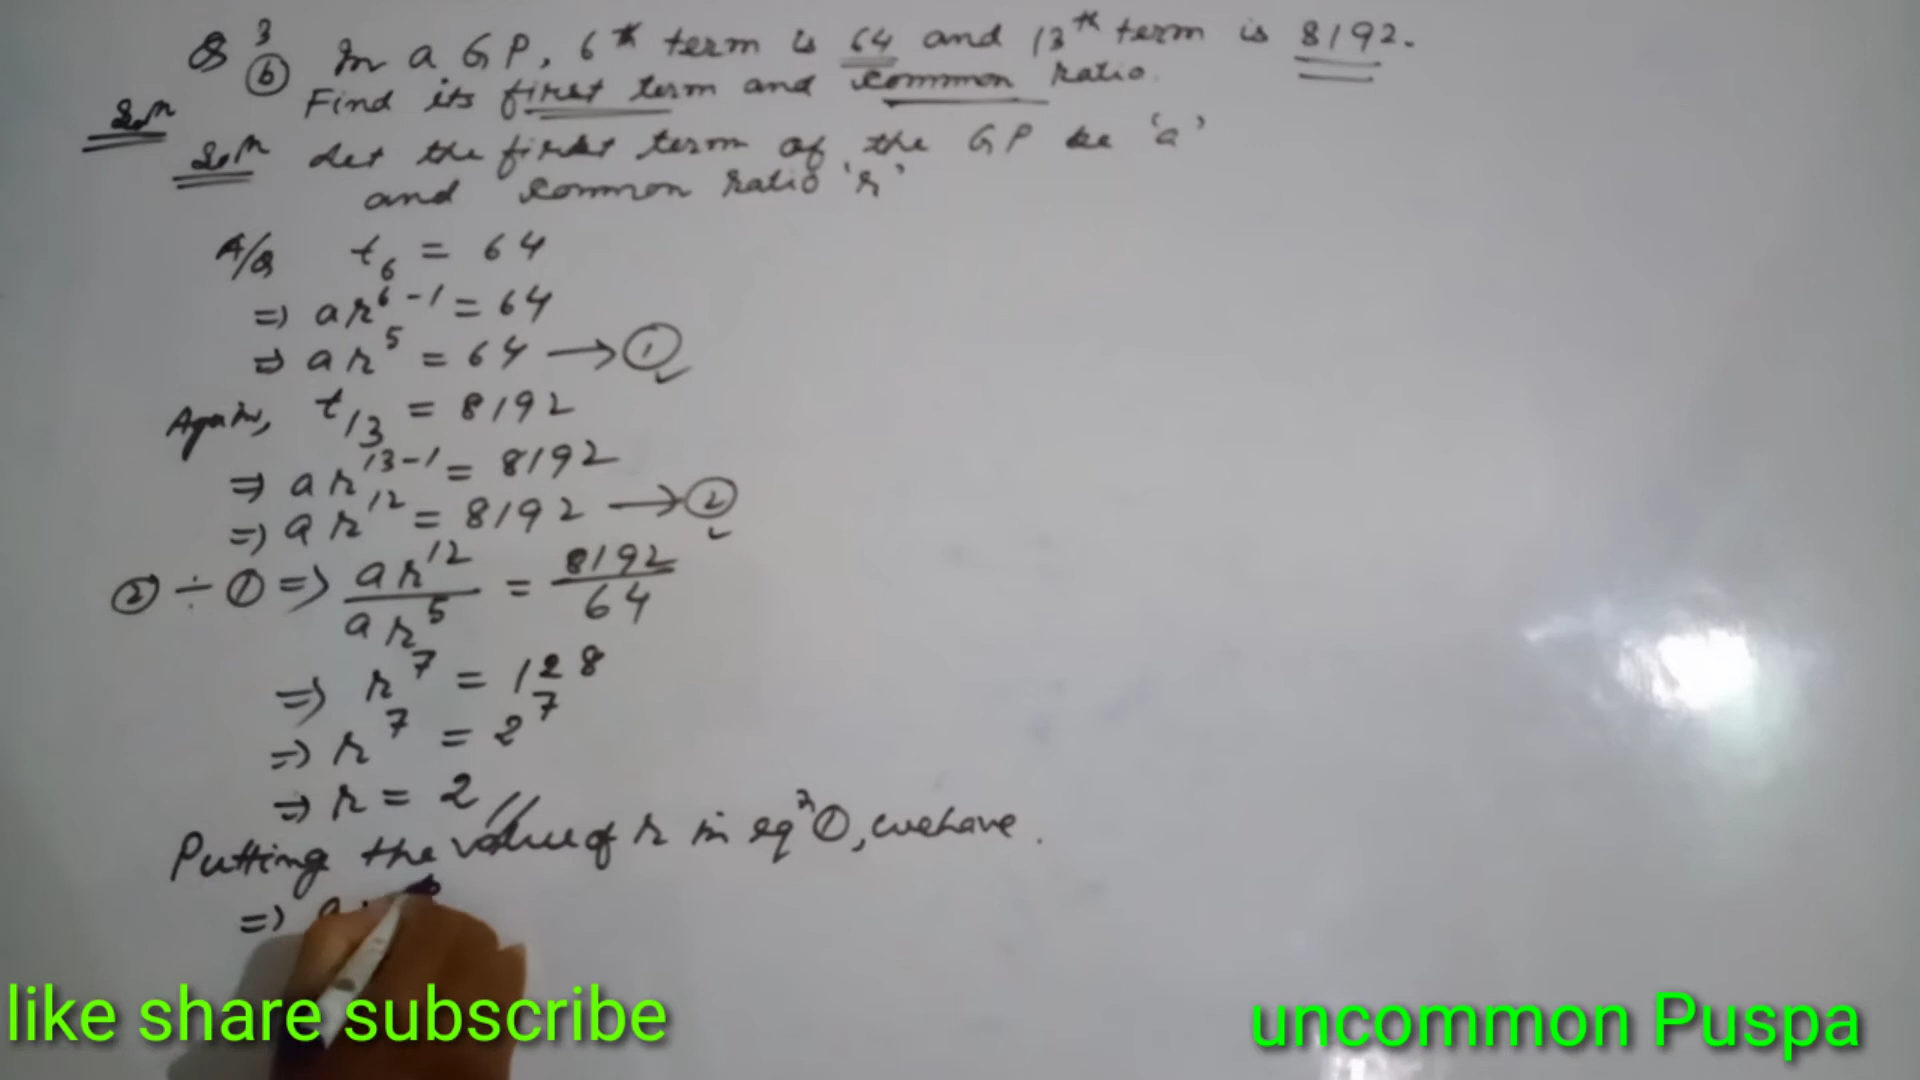 Q 3
(b) In a GP, 6th term is 64 and 13th term is 8192.
Find its first term and common ratio.
Soln
Soln Let the first term of the GP be 'a'
and common ratio 'r'
A/Q t₆ = 64
=> ar⁶⁻¹ = 64
=> ar⁵ = 64 → ①
Again, t₁₃ = 8192
=> ar¹³⁻¹ = 8192
=> ar¹² = 8192 → ②
② ÷ ① => ar¹²/ar⁵ = 8192/64
=> r⁷ = 128
=> r⁷ = 2⁷
=> r = 2 //
Putting the value of r in eqⁿ ①, we have.
=> a
like share subscribe
uncommon Puspa